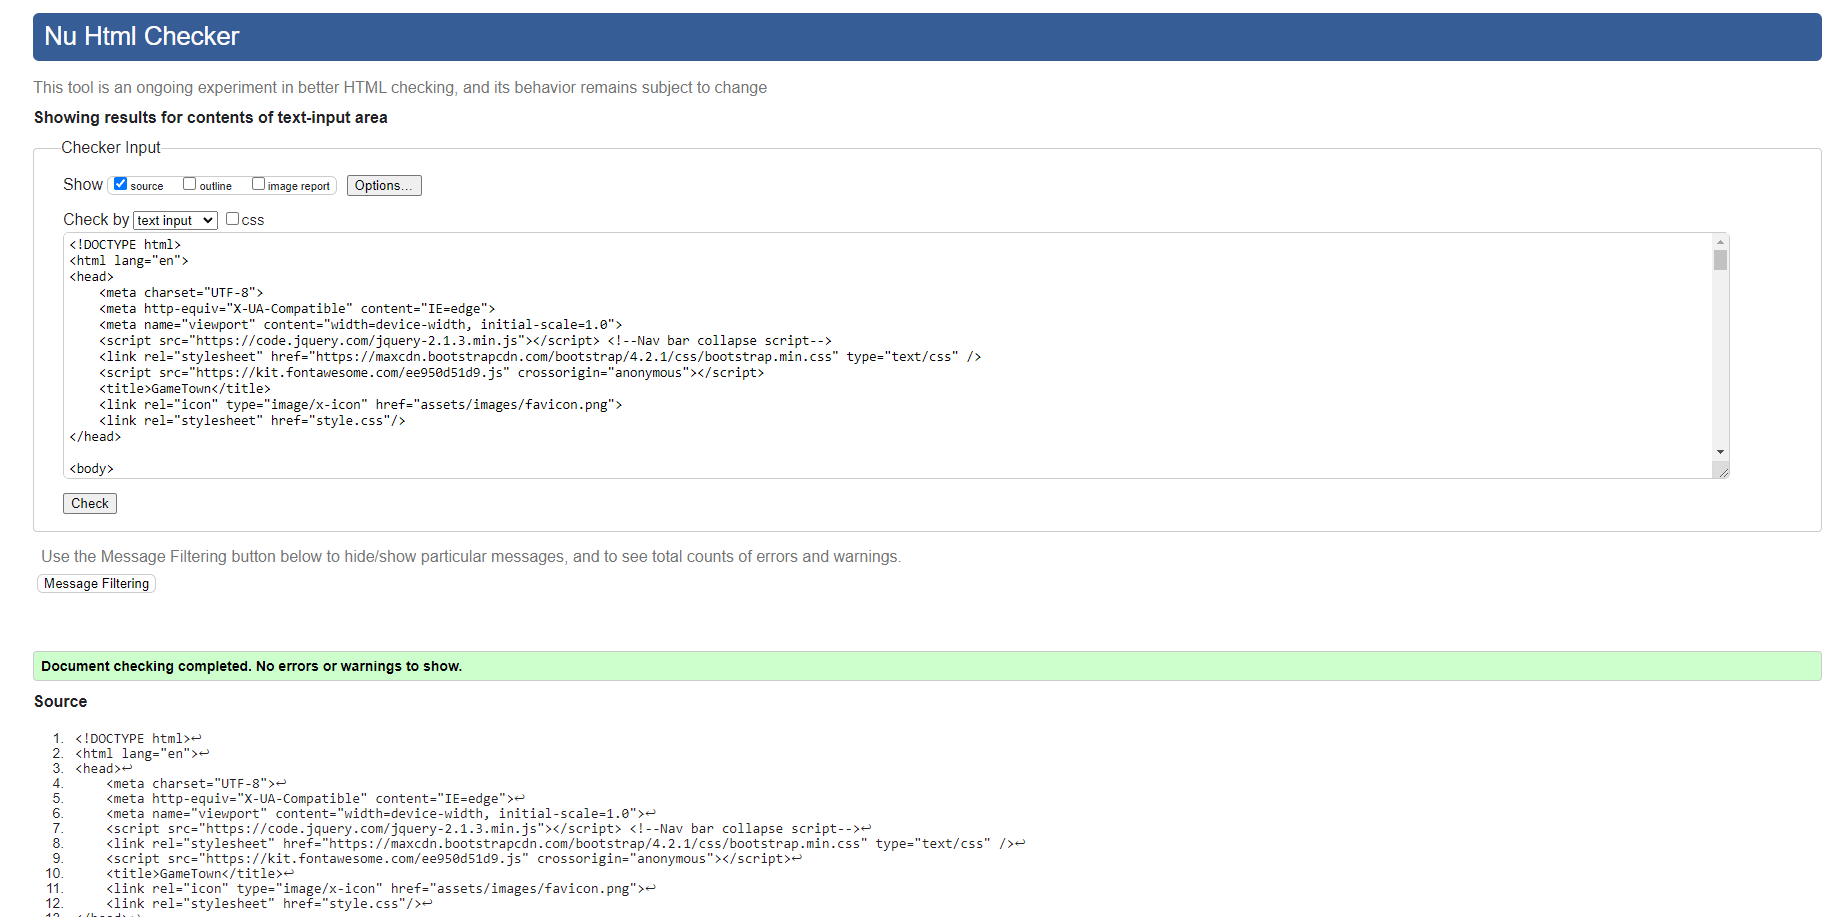 Nu Html Checker
This tool is an ongoing experiment in better HTML checking, and its behavior remains subject to change
Showing results for contents of text-input area
Checker Input
Show source outline image report Options...
Check by text input css
<!DOCTYPE html>
<html lang="en">
<head>
    <meta charset="UTF-8">
    <meta http-equiv="X-UA-Compatible" content="IE=edge">
    <meta name="viewport" content="width=device-width, initial-scale=1.0">
    <script src="https://code.jquery.com/jquery-2.1.3.min.js"></script> <!--Nav bar collapse script-->
    <link rel="stylesheet" href="https://maxcdn.bootstrapcdn.com/bootstrap/4.2.1/css/bootstrap.min.css" type="text/css" />
    <script src="https://kit.fontawesome.com/ee950d51d9.js" crossorigin="anonymous"></script>
    <title>GameTown</title>
    <link rel="icon" type="image/x-icon" href="assets/images/favicon.png">
    <link rel="stylesheet" href="style.css"/>
</head>
<body>
Check
Use the Message Filtering button below to hide/show particular messages, and to see total counts of errors and warnings.
Message Filtering
Document checking completed. No errors or warnings to show.
Source
1. <!DOCTYPE html>↩
2. <html lang="en">↩
3. <head>↩
4.     <meta charset="UTF-8">↩
5.     <meta http-equiv="X-UA-Compatible" content="IE=edge">↩
6.     <meta name="viewport" content="width=device-width, initial-scale=1.0">↩
7.     <script src="https://code.jquery.com/jquery-2.1.3.min.js"></script> <!--Nav bar collapse script-->↩
8.     <link rel="stylesheet" href="https://maxcdn.bootstrapcdn.com/bootstrap/4.2.1/css/bootstrap.min.css" type="text/css" />↩
9.     <script src="https://kit.fontawesome.com/ee950d51d9.js" crossorigin="anonymous"></script>↩
10.     <title>GameTown</title>↩
11.     <link rel="icon" type="image/x-icon" href="assets/images/favicon.png">↩
12.     <link rel="stylesheet" href="style.css"/>↩